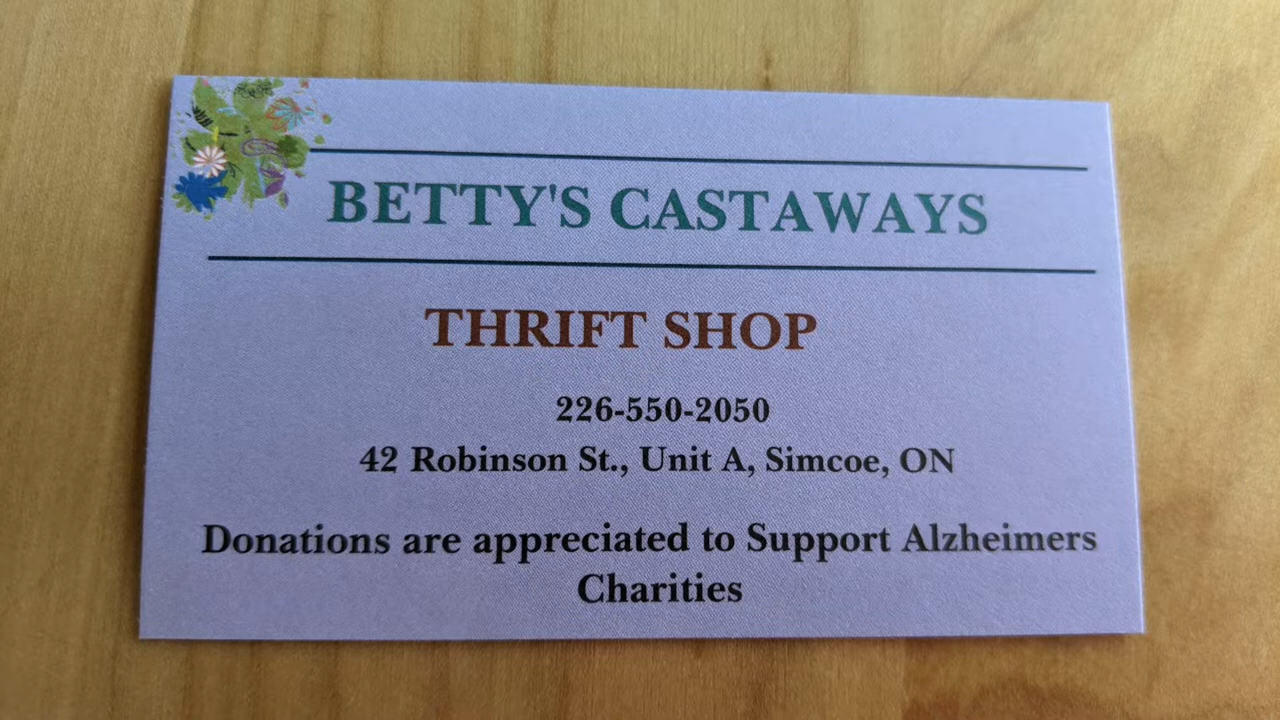 BETTY'S CASTAWAYS
THRIFT SHOP
226-550-2050
42 Robinson St., Unit A, Simcoe, ON
Donations are appreciated to Support Alzheimers
Charities